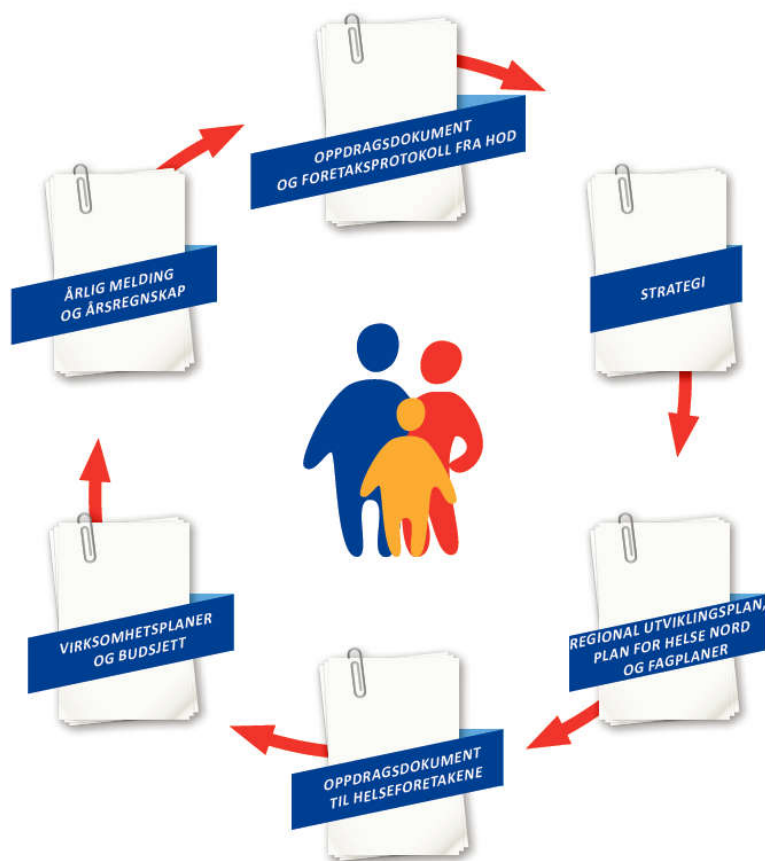 OPPDRAGSDOKUMENT
OG FORETAKSPROTOKOLL FRA HOD
STRATEGI
REGIONAL UTVIKLINGSPLAN,
PLAN FOR HELSE NORD
OG FAGPLANER
OPPDRAGSDOKUMENT
TIL HELSEFORETAKENE
VIRKSOMHETSPLANER
OG BUDSJETT
ÅRLIG MELDING
OG ÅRSREGNSKAP